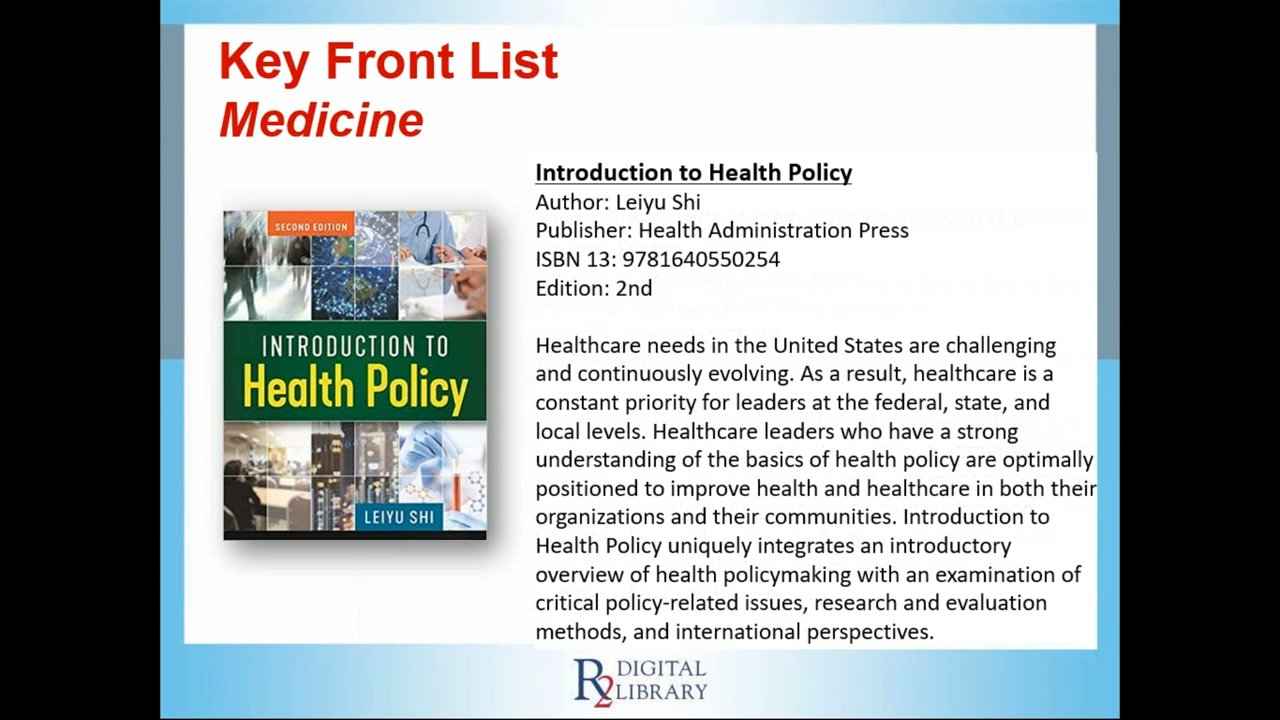 Key Front List
Medicine
Introduction to Health Policy
Author: Leiyu Shi
Publisher: Health Administration Press
ISBN 13: 9781640550254
Edition: 2nd
Healthcare needs in the United States are challenging
and continuously evolving. As a result, healthcare is a
constant priority for leaders at the federal, state, and
local levels. Healthcare leaders who have a strong
understanding of the basics of health policy are optimally
positioned to improve health and healthcare in both their
organizations and their communities. Introduction to
Health Policy uniquely integrates an introductory
overview of health policymaking with an examination of
critical policy-related issues, research and evaluation
methods, and international perspectives.
SECOND EDITION
INTRODUCTION TO
Health Policy
LEIYU SHI
R2 DIGITAL
LIBRARY